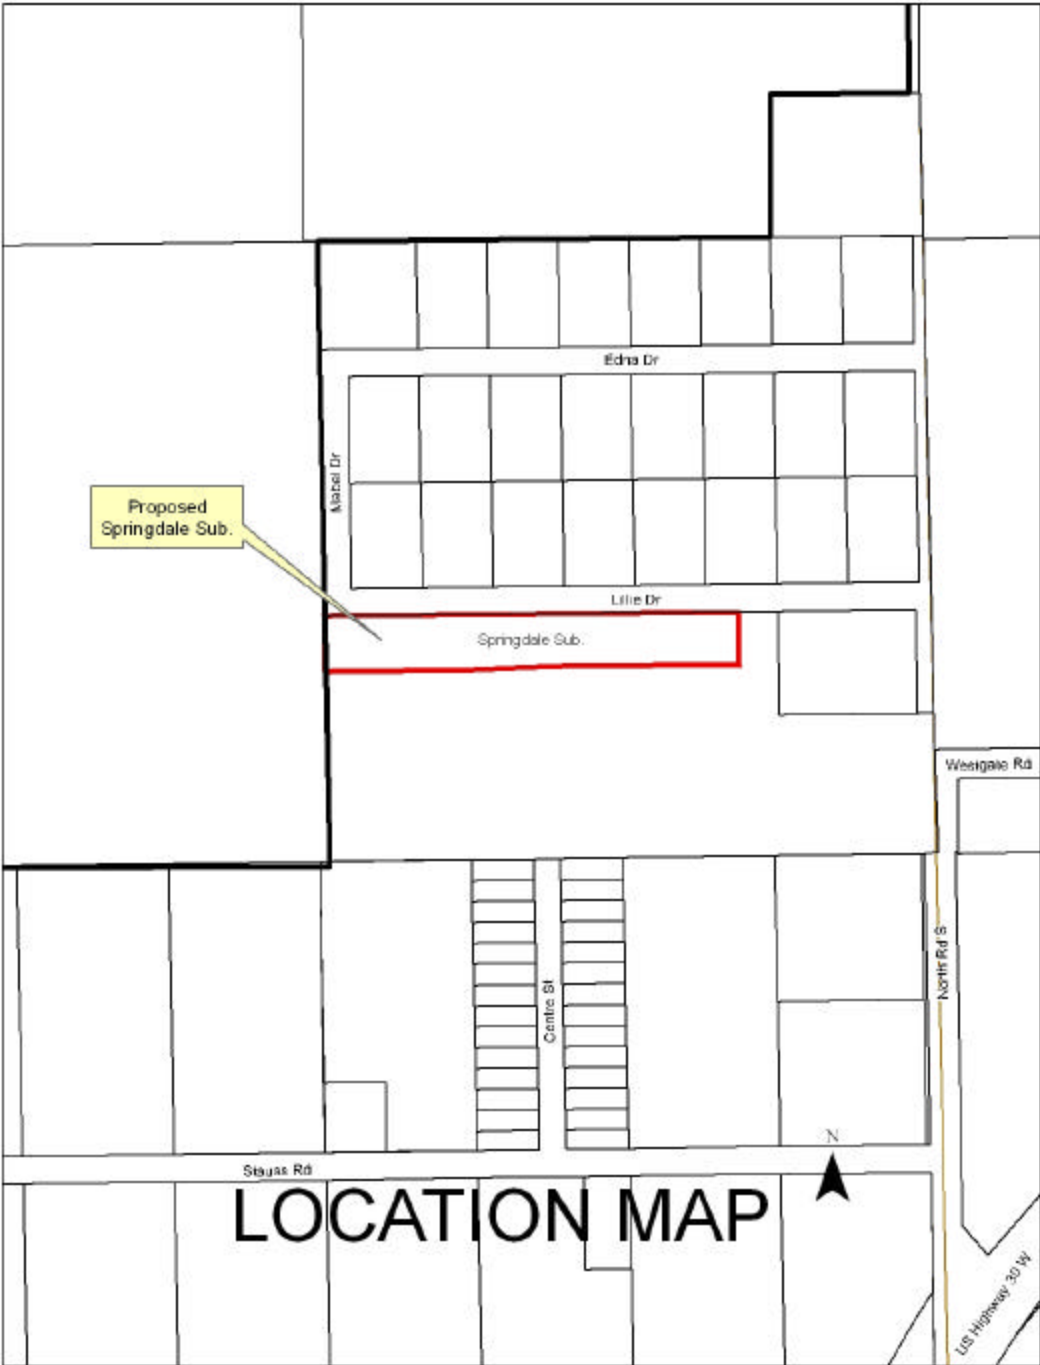 Edna Dr
Mabel Dr
Proposed
Springdale Sub.
Lillie Dr
Springdale Sub.
Westgate Rd
North Rd S
Centre St
N
Stauss Rd
LOCATION MAP
US Highway 30 W